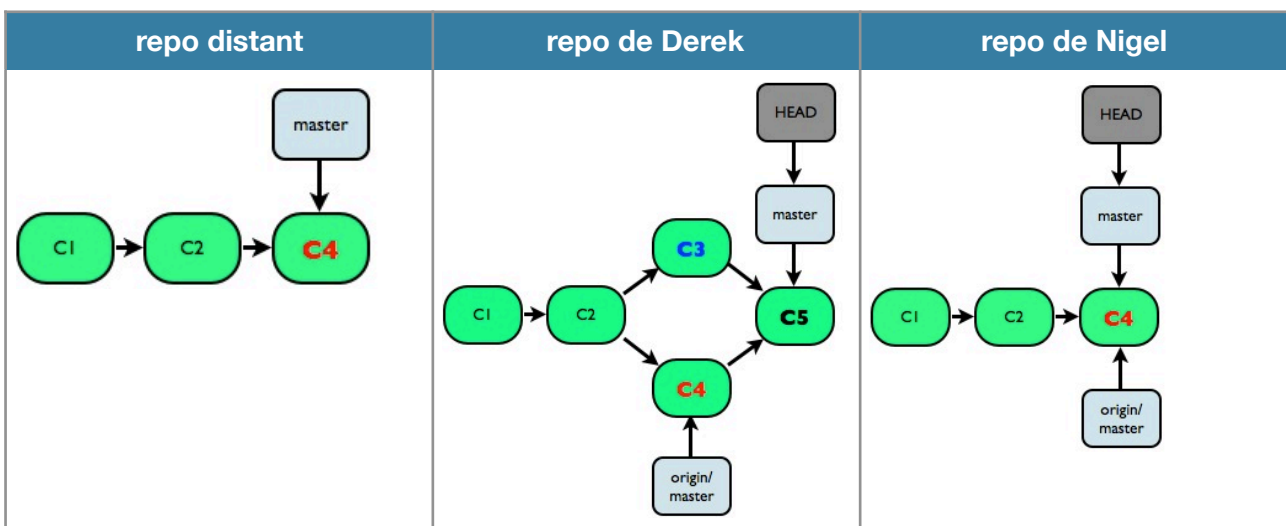 repo distant
repo de Derek
repo de Nigel
master
C1
C2
C4
HEAD
master
C3
C1
C2
C5
C4
origin/
master
HEAD
master
C1
C2
C4
origin/
master